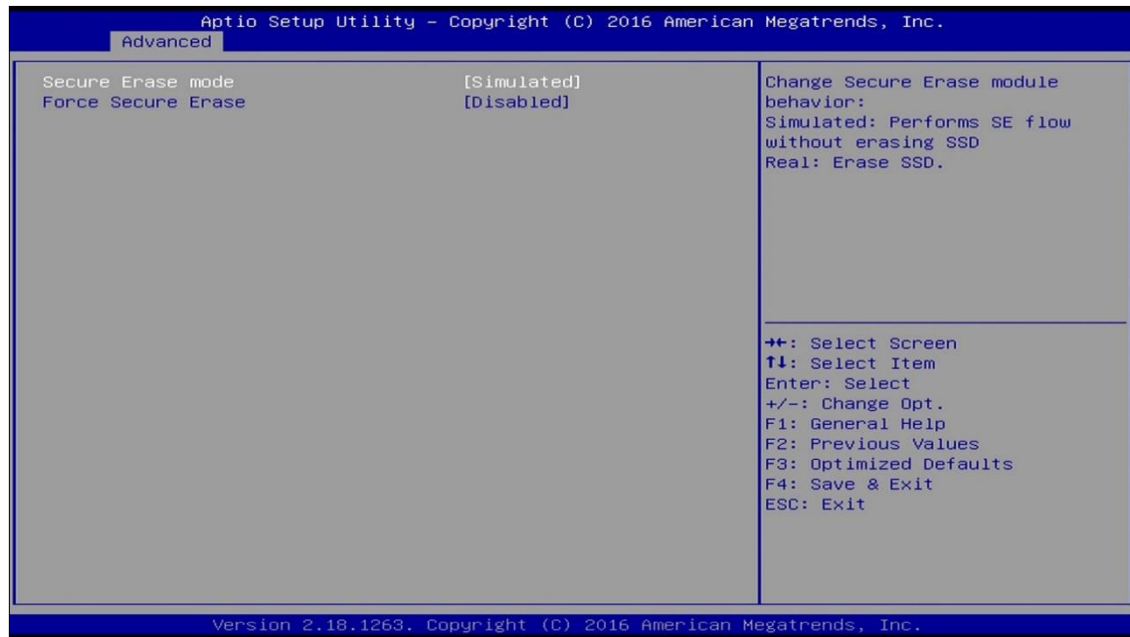 Aptio Setup Utility – Copyright (C) 2016 American Megatrends, Inc.
Advanced
Secure Erase mode [Simulated]
Force Secure Erase [Disabled]
Change Secure Erase module
behavior:
Simulated: Performs SE flow
without erasing SSD
Real: Erase SSD.
→←: Select Screen
↑↓: Select Item
Enter: Select
+/-: Change Opt.
F1: General Help
F2: Previous Values
F3: Optimized Defaults
F4: Save & Exit
ESC: Exit
Version 2.18.1263. Copyright (C) 2016 American Megatrends, Inc.